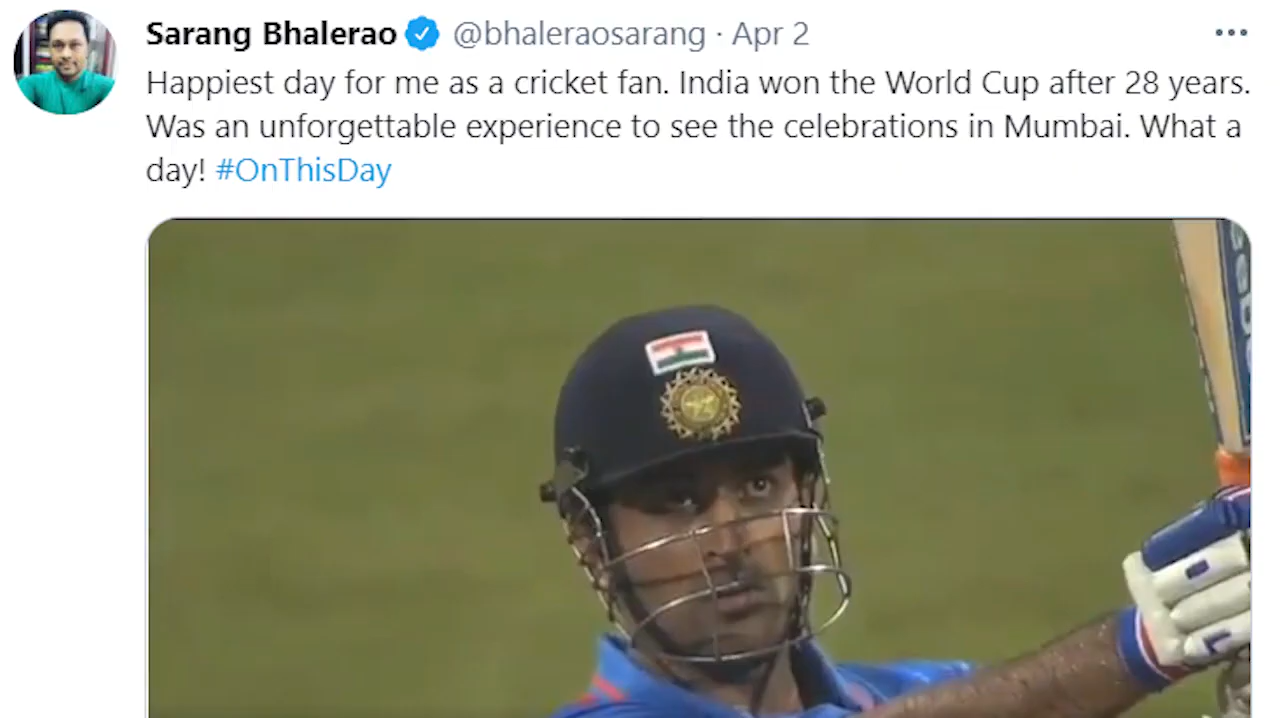 Sarang Bhalerao @bhaleraosarang · Apr 2
Happiest day for me as a cricket fan. India won the World Cup after 28 years.
Was an unforgettable experience to see the celebrations in Mumbai. What a
day! #OnThisDay